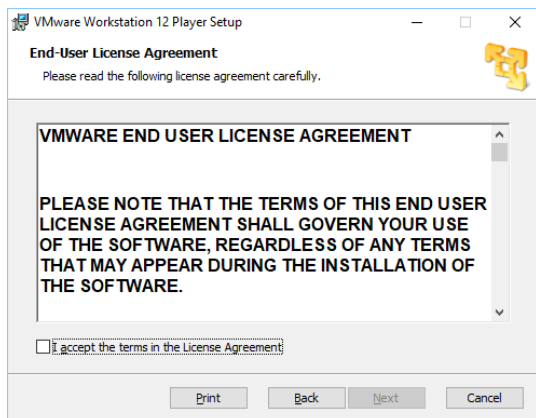 VMware Workstation 12 Player Setup
End-User License Agreement
Please read the following license agreement carefully.
VMWARE END USER LICENSE AGREEMENT
PLEASE NOTE THAT THE TERMS OF THIS END USER
LICENSE AGREEMENT SHALL GOVERN YOUR USE
OF THE SOFTWARE, REGARDLESS OF ANY TERMS
THAT MAY APPEAR DURING THE INSTALLATION OF
THE SOFTWARE.
I accept the terms in the License Agreement
Print Back Next Cancel